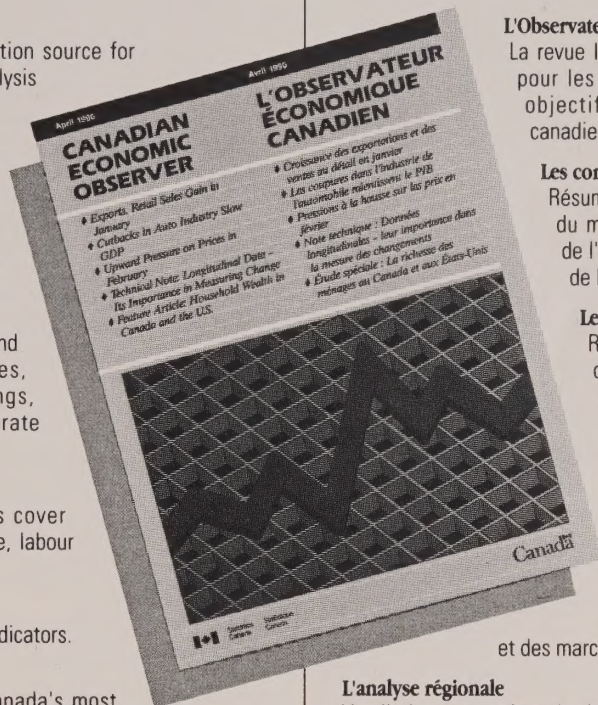 tion source for
lysis
nd
es,
ngs,
rate
s cover
e, labour
dicators.
anada's most
April 1996
CANADIAN
ECONOMIC
OBSERVER
♦ Exports, Retail Sales Gain in
January
♦ Cutbacks in Auto Industry Slow
GDP
♦ Upward Pressure on Prices in
February
♦ Technical Note: Longitudinal Data -
Its Importance in Measuring Change
♦ Feature Article: Household Wealth in
Canada and the U.S.
Avril 1996
L'OBSERVATEUR
ÉCONOMIQUE
CANADIEN
♦ Croissance des exportations et des
ventes au détail en janvier
♦ Les coupures dans l'industrie de
l'automobile ralentissent le PIB
♦ Pressions à la hausse sur les prix en
février
♦ Note technique : Données
longitudinales - leur importance dans
la mesure des changements
♦ Étude spéciale : La richesse des
ménages au Canada et aux États-Unis
Statistics Statistique
Canada Canada
Canada
L'Observate
La revue l
pour les
objectif
canadie
Les con
Résur
du m
de l'
de l
Le
R
c
et des marc
L'analyse régionale